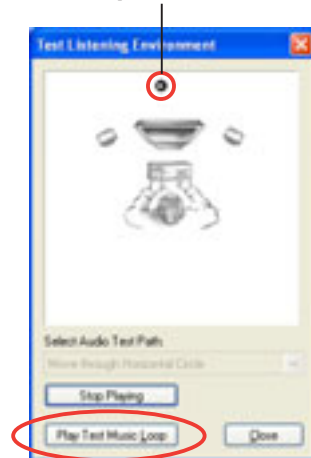 Test Listening Environment
Select Audio Test Path:
Move through Horizontal Circle
Stop Playing
Play Test Music Loop
Close